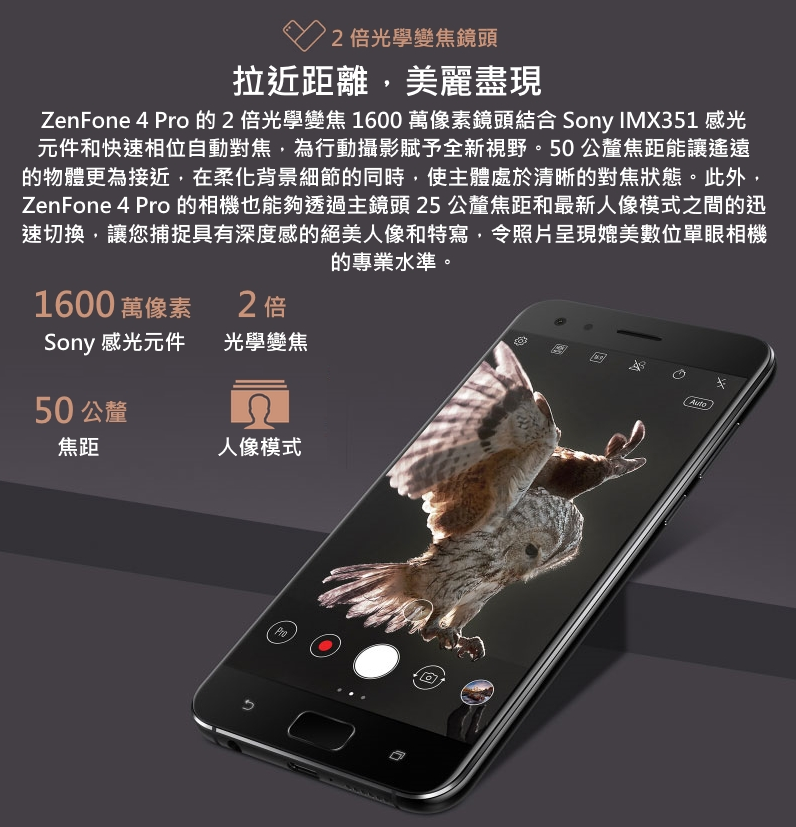 2 倍光學變焦鏡頭
拉近距離，美麗盡現
ZenFone 4 Pro 的 2 倍光學變焦 1600 萬像素鏡頭結合 Sony IMX351 感光
元件和快速相位自動對焦，為行動攝影賦予全新視野。50 公釐焦距能讓遙遠
的物體更為接近，在柔化背景細節的同時，使主體處於清晰的對焦狀態。此外，
ZenFone 4 Pro 的相機也能夠透過主鏡頭 25 公釐焦距和最新人像模式之間的迅
速切換，讓您捕捉具有深度感的絕美人像和特寫，令照片呈現媲美數位單眼相機
的專業水準。
1600 萬像素
Sony 感光元件
2 倍
光學變焦
50 公釐
焦距
人像模式
Auto
Pro